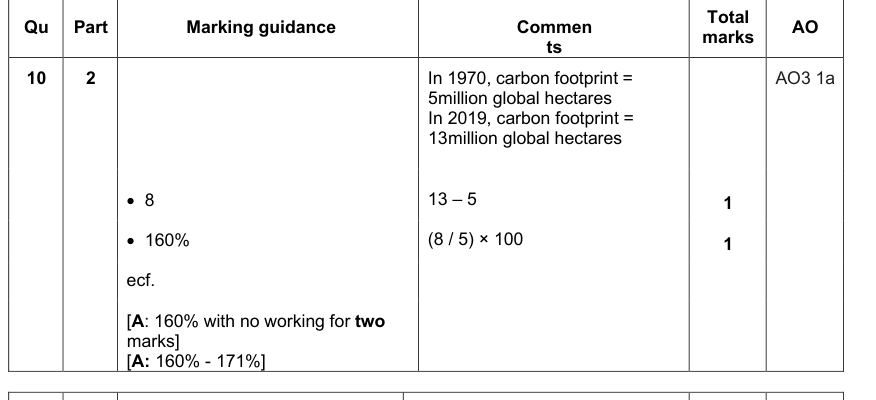 Qu Part Marking guidance Commen
ts Total
marks AO
10 2 In 1970, carbon footprint = AO3 1a
5million global hectares
In 2019, carbon footprint =
13million global hectares
• 8 13 – 5 1
• 160% (8 / 5) × 100 1
ecf.
[A: 160% with no working for two
marks]
[A: 160% - 171%]